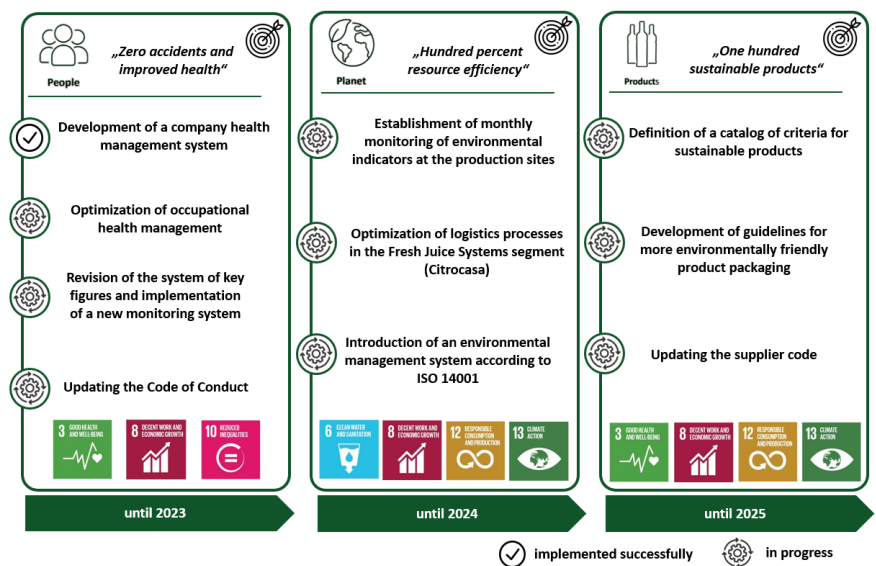 People
„Zero accidents and
improved health“
Development of a company health
management system
Optimization of occupational
health management
Revision of the system of key
figures and implementation
of a new monitoring system
Updating the Code of Conduct
3 GOOD HEALTH
AND WELL-BEING
8 DECENT WORK AND
ECONOMIC GROWTH
10 REDUCED
INEQUALITIES
until 2023
Planet
„Hundred percent
resource efficiency“
Establishment of monthly
monitoring of environmental
indicators at the production sites
Optimization of logistics processes
in the Fresh Juice Systems segment
(Citrocasa)
Introduction of an environmental
management system according to
ISO 14001
6 CLEAN WATER
AND SANITATION
8 DECENT WORK AND
ECONOMIC GROWTH
12 RESPONSIBLE
CONSUMPTION
AND PRODUCTION
13 CLIMATE
ACTION
until 2024
Products
„One hundred
sustainable products“
Definition of a catalog of criteria for
sustainable products
Development of guidelines for
more environmentally friendly
product packaging
Updating the supplier code
3 GOOD HEALTH
AND WELL-BEING
8 DECENT WORK AND
ECONOMIC GROWTH
12 RESPONSIBLE
CONSUMPTION
AND PRODUCTION
13 CLIMATE
ACTION
until 2025
implemented successfully
in progress